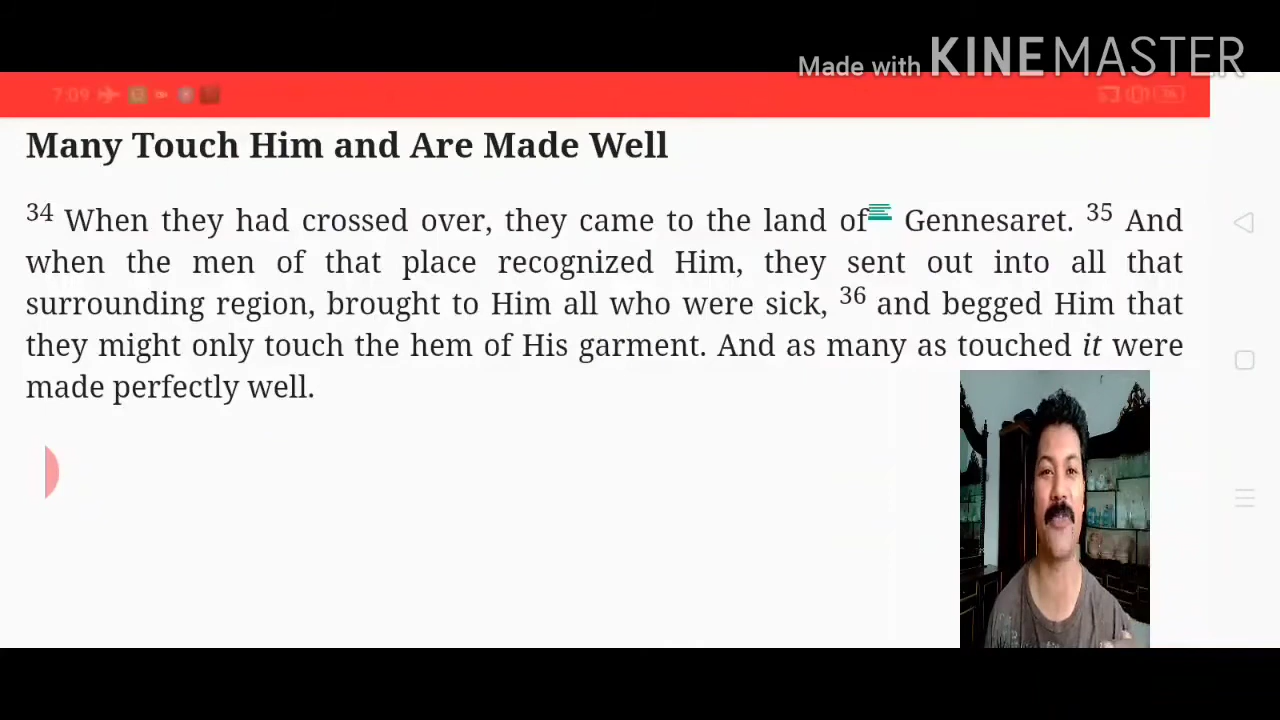 Made with KINEMASTER
7:09
Many Touch Him and Are Made Well
34 When they had crossed over, they came to the land of Gennesaret. 35 And
when the men of that place recognized Him, they sent out into all that
surrounding region, brought to Him all who were sick, 36 and begged Him that
they might only touch the hem of His garment. And as many as touched it were
made perfectly well.